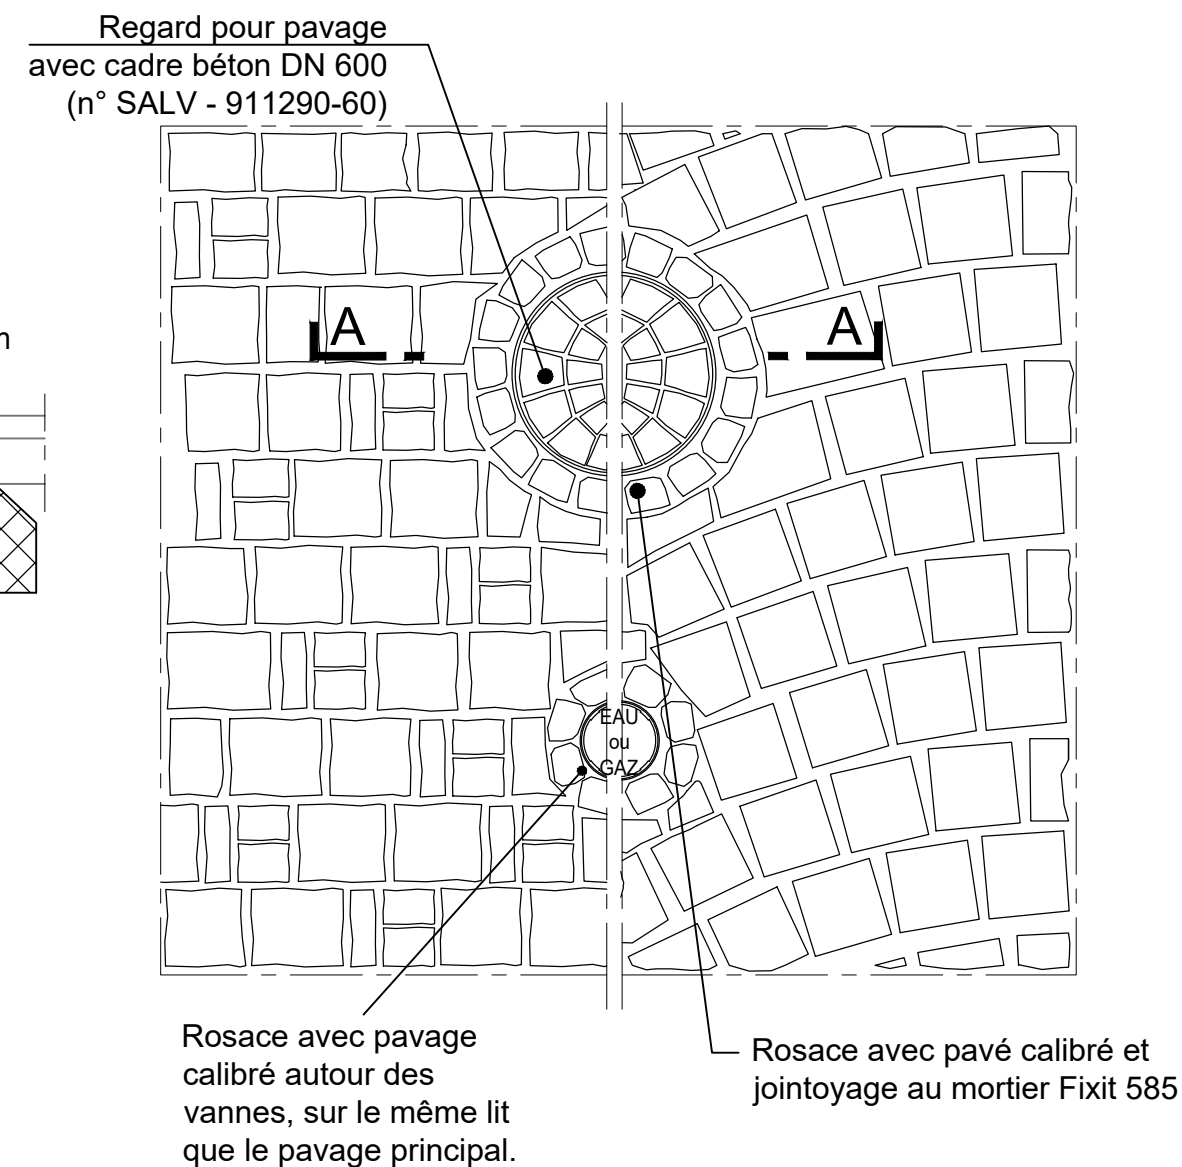 Regard pour pavage
avec cadre béton DN 600
(n° SALV - 911290-60)
m
A
A
EAU
ou
GAZ
Rosace avec pavage
calibré autour des
vannes, sur le même lit
que le pavage principal.
Rosace avec pavé calibré et
jointoyage au mortier Fixit 585